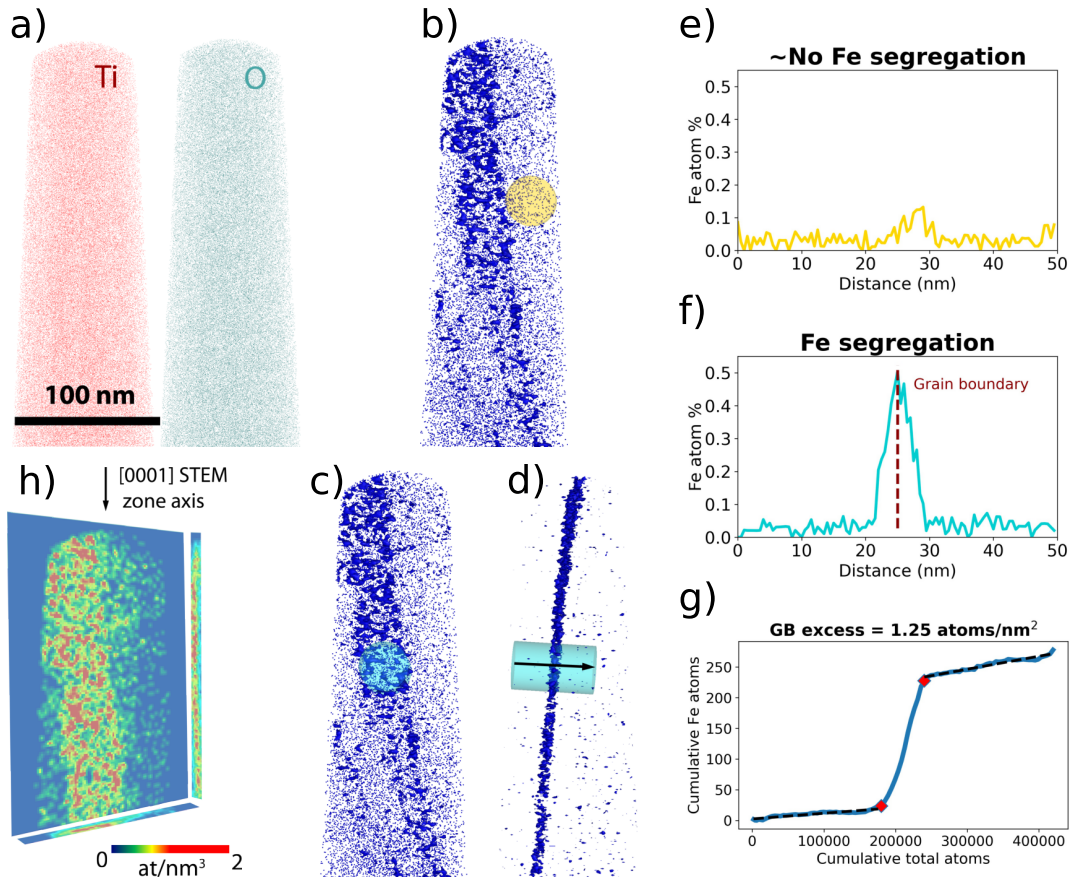 a)
Ti
O
100 nm
b)
e)
~No Fe segregation
Fe atom %
0.5
0.4
0.3
0.2
0.1
0.0
0 10 20 30 40 50
Distance (nm)
f)
Fe segregation
Grain boundary
Fe atom %
0.5
0.4
0.3
0.2
0.1
0.0
0 10 20 30 40 50
Distance (nm)
h)
[0001] STEM
zone axis
0 2
at/nm³
c)
d)
g)
GB excess = 1.25 atoms/nm²
Cumulative Fe atoms
250
200
150
100
50
0
0 100000 200000 300000 400000
Cumulative total atoms